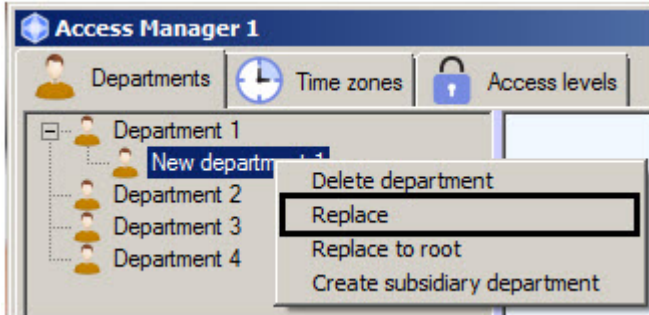 Access Manager 1
Departments Time zones Access levels
Department 1
New department 1
Delete department
Department 2
Replace
Department 3
Replace to root
Department 4
Create subsidiary department